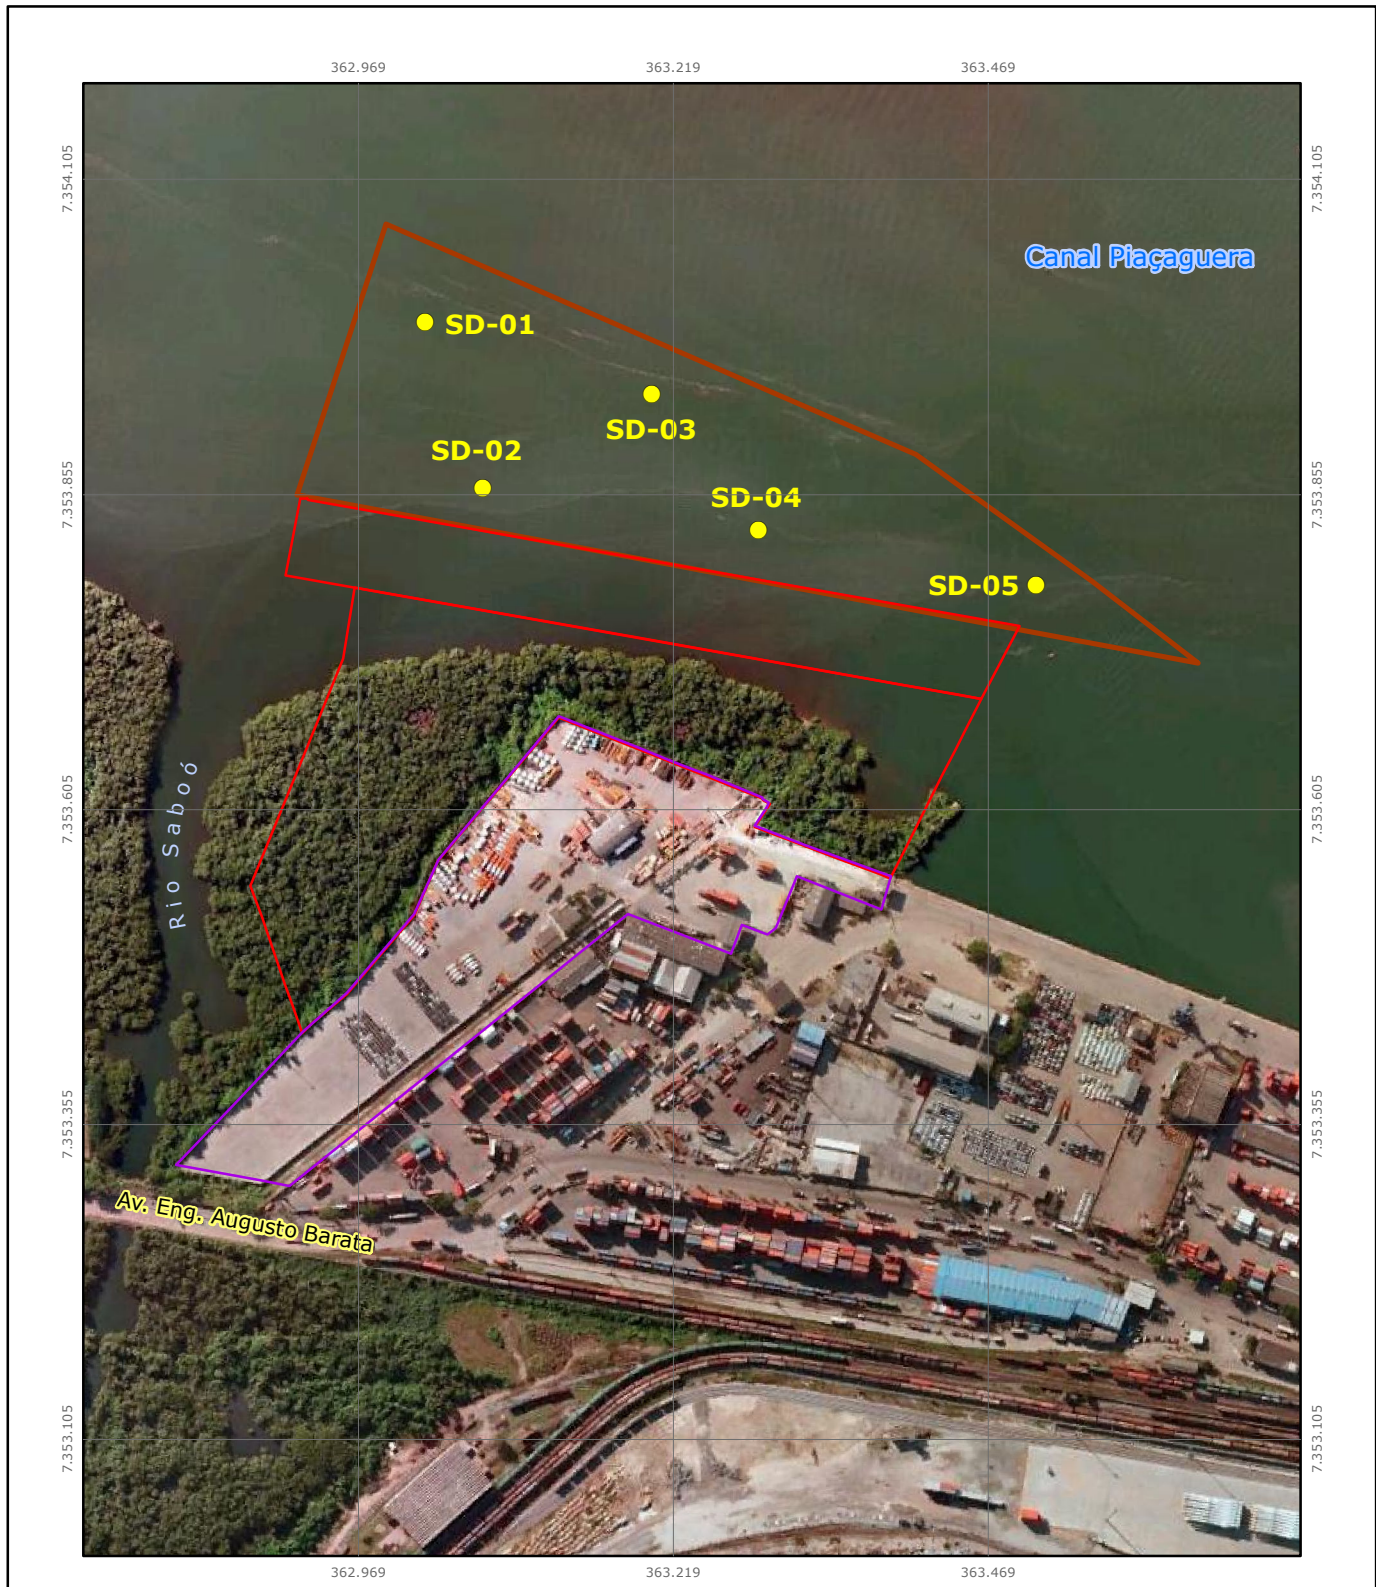 362.969 363.219 363.469
7.354.105 7.354.105
Canal Piaçaguera
SD-01
SD-03
SD-02
7.353.855 7.353.855
SD-04
SD-05
7.353.605 7.353.605
Rio Saboó
7.353.355 7.353.355
Av. Eng. Augusto Barata
7.353.105 7.353.105
362.969 363.219 363.469